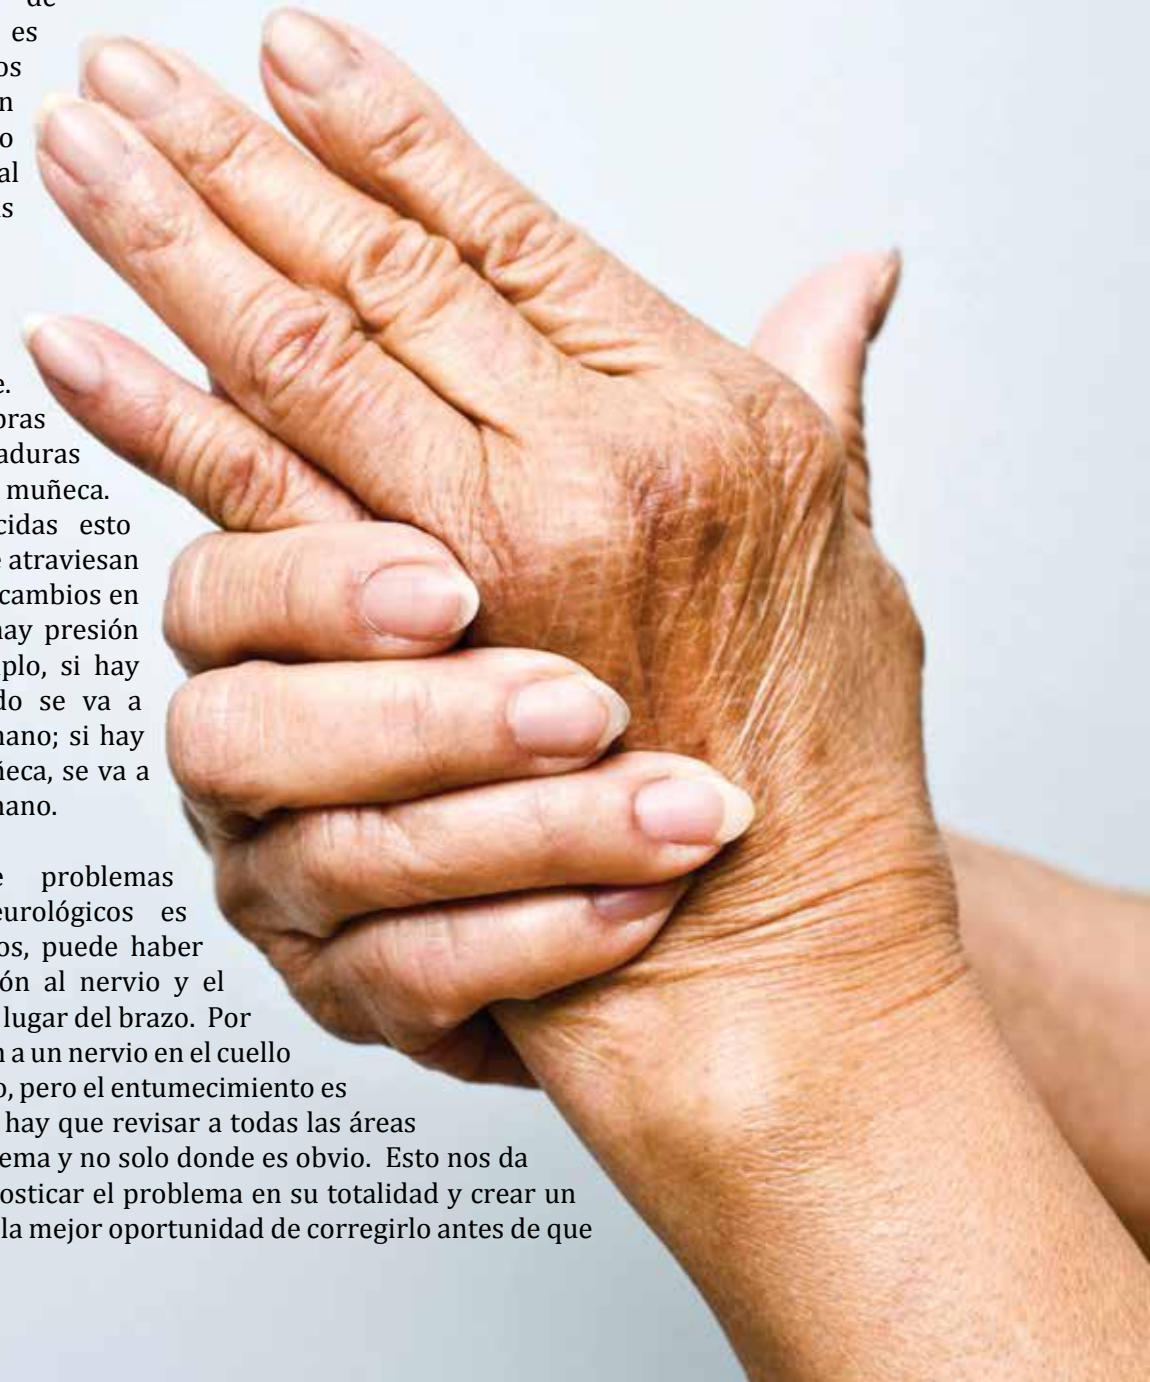 de
es
os
n
o
al
s
e.
bras
aduras
muñeca.
cidas esto
e atraviesan
cambios en
hay presión
plo, si hay
do se va a
mano; si hay
ñeca, se va a
mano.
e problemas
eurológicos es
os, puede haber
ón al nervio y el
lugar del brazo. Por
n a un nervio en el cuello
o, pero el entumecimiento es
hay que revisar a todas las áreas
ema y no solo donde es obvio. Esto nos da
osticar el problema en su totalidad y crear un
la mejor oportunidad de corregirlo antes de que